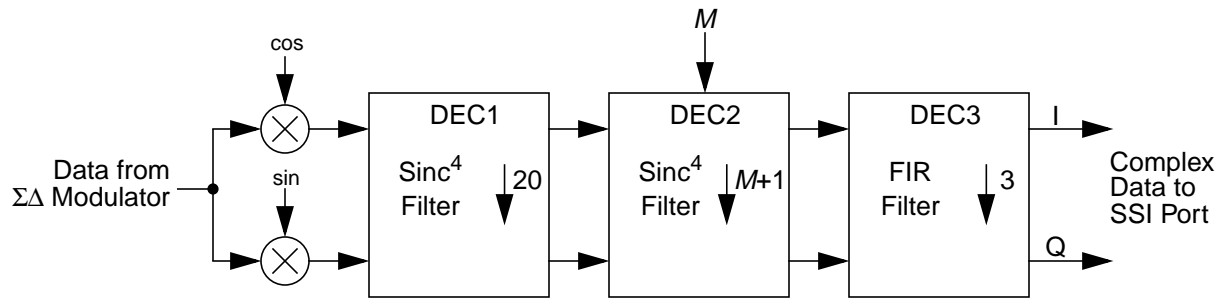 M
cos
DEC1
DEC2
DEC3
I
Data from
ΣΔ Modulator
sin
Sinc⁴
Filter
20
Sinc⁴
Filter
M+1
FIR
Filter
3
Complex
Data to
SSI Port
Q